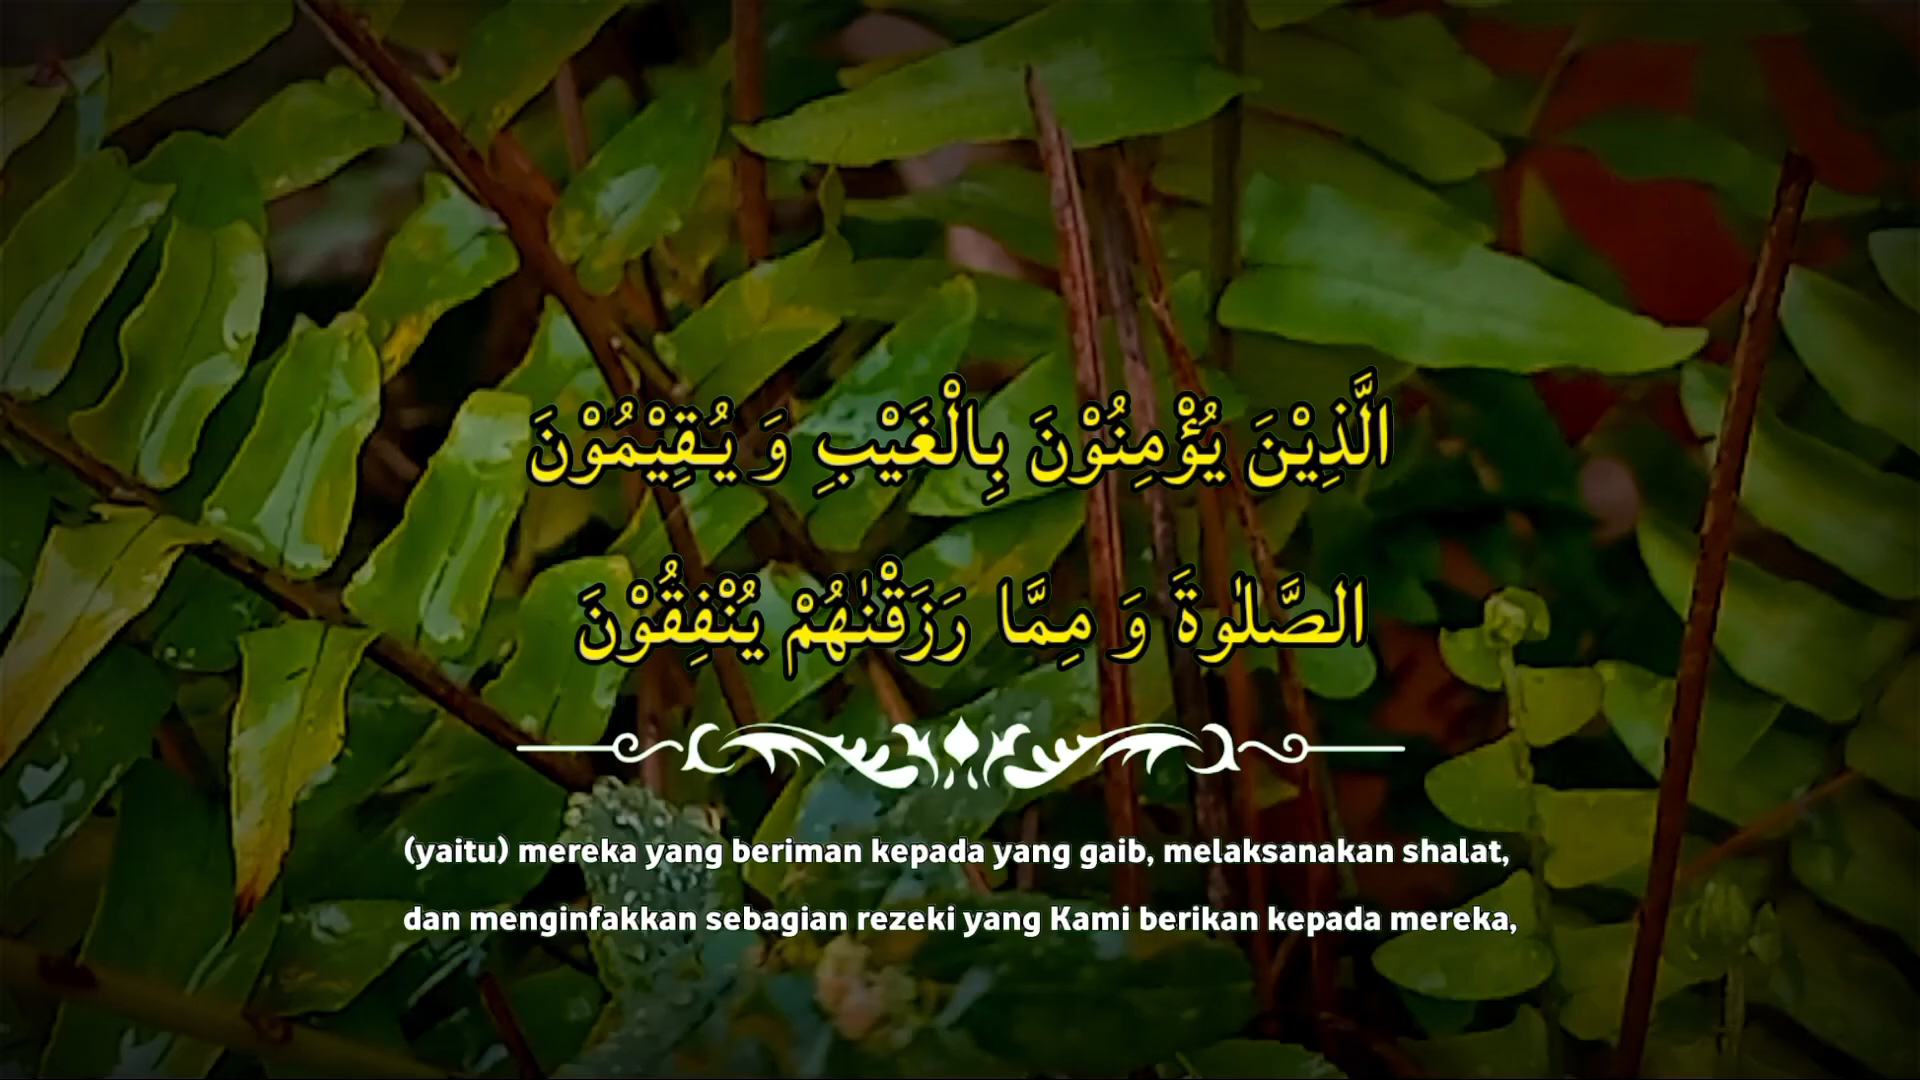 الَّذِيْنَ يُؤْمِنُوْنَ بِالْغَيْبِ وَ يُقِيْمُوْنَ
الصَّلٰوةَ وَ مِمَّا رَزَقْنٰهُمْ يُنْفِقُوْنَ
(yaitu) mereka yang beriman kepada yang gaib, melaksanakan shalat,
dan menginfakkan sebagian rezeki yang Kami berikan kepada mereka,